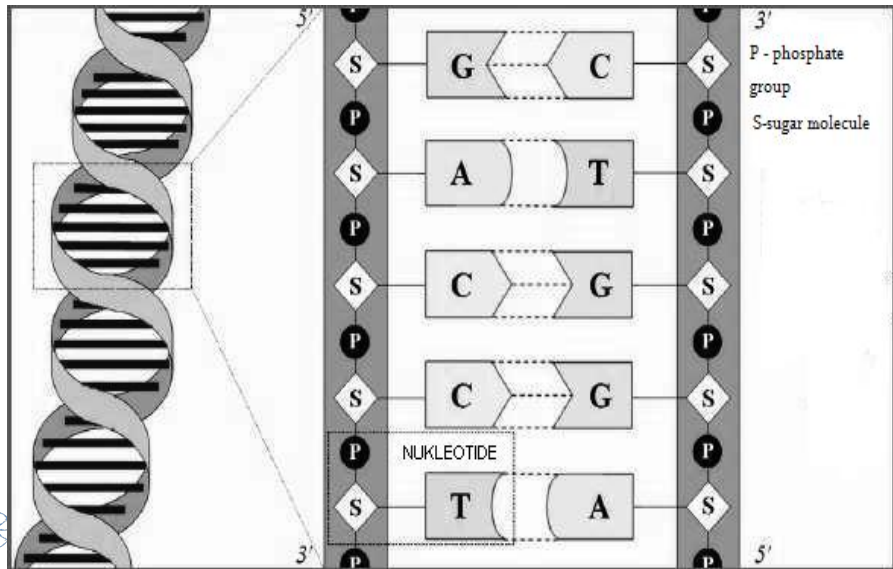 5' P P 3'
S G C S
P - phosphate
group
P P
S-sugar molecule
S A T S
P P
S C G S
P P
S C G S
P NUKLEOTIDE P
S T A S
3' P P 5'